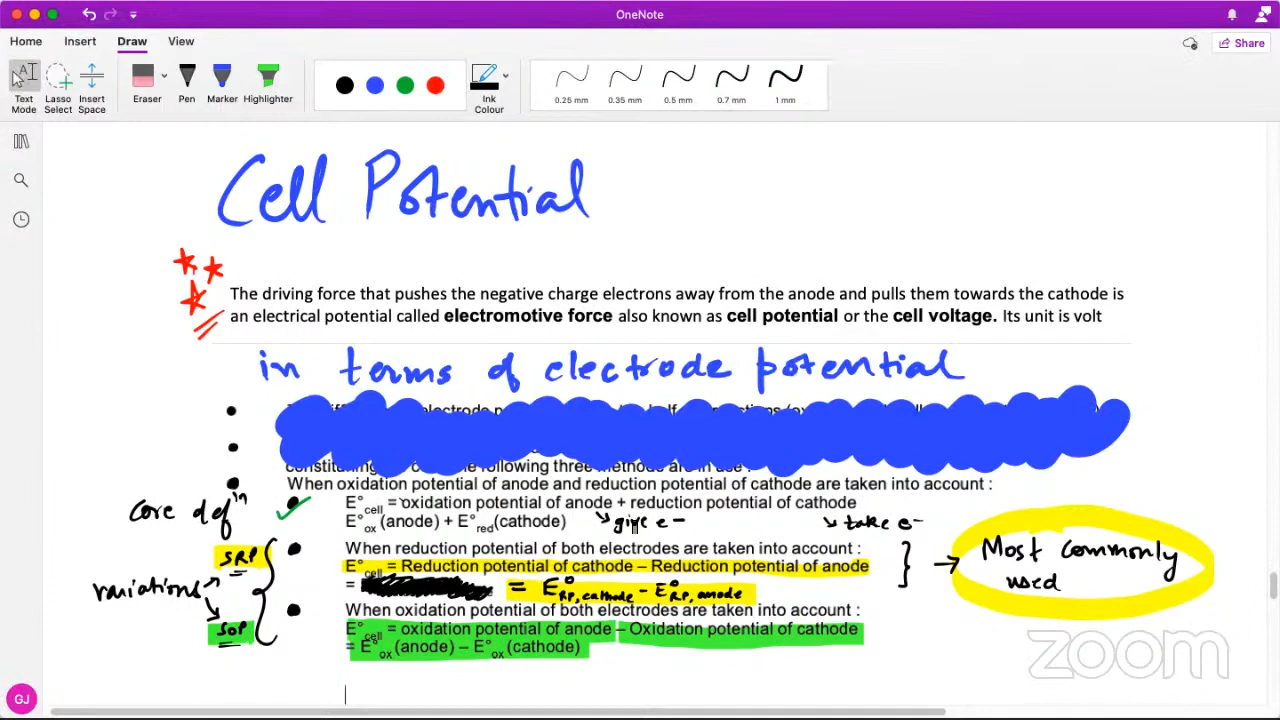 OneNote
Home Insert Draw View
Share
Text Mode
Lasso Select
Insert Space
Eraser
Pen
Marker
Highlighter
Ink Colour
0.25 mm 0.35 mm 0.5 mm 0.7 mm 1 mm
Cell Potential
The driving force that pushes the negative charge electrons away from the anode and pulls them towards the cathode is
an electrical potential called electromotive force also known as cell potential or the cell voltage. Its unit is volt
in terms of electrode potential
the following three methods are in use :
When oxidation potential of anode and reduction potential of cathode are taken into account :
core defⁱⁿ
E°cell = oxidation potential of anode + reduction potential of cathode
E°ox(anode) + E°red(cathode) give e- take e-
When reduction potential of both electrodes are taken into account :
SRP
E°cell = Reduction potential of cathode – Reduction potential of anode
= = E°RP, cathode - E°RP, anode
Most commonly
used
variations
When oxidation potential of both electrodes are taken into account :
SOP
E°cell = oxidation potential of anode – Oxidation potential of cathode
= E°ox(anode) – E°ox(cathode)
zoom
GJ